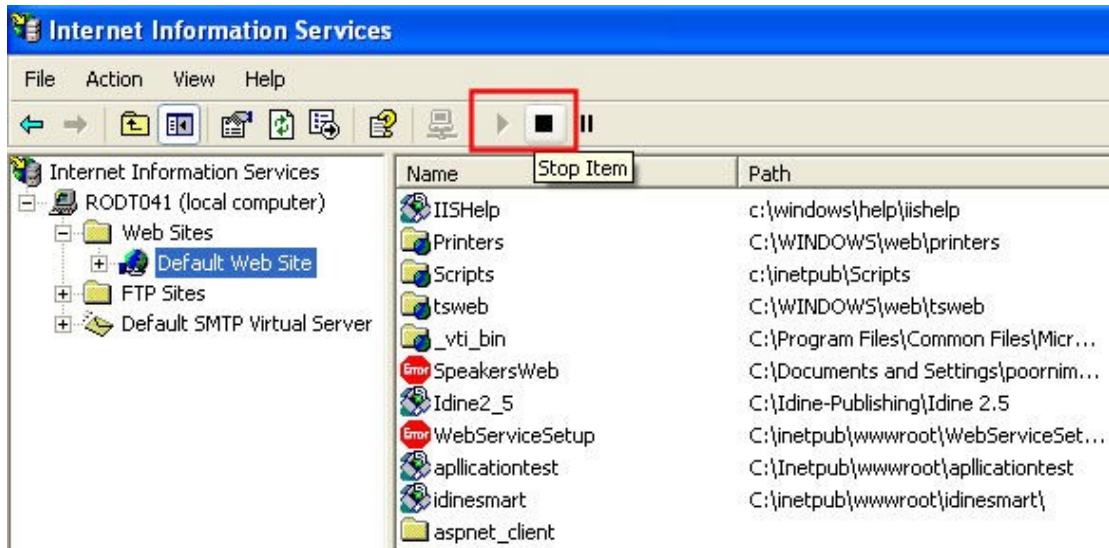 Internet Information Services
File Action View Help
Stop Item
Internet Information Services
RODT041 (local computer)
Web Sites
Default Web Site
FTP Sites
Default SMTP Virtual Server
Name Path
IISHelp c:\windows\help\iishelp
Printers C:\WINDOWS\web\printers
Scripts c:\inetpub\Scripts
tsweb C:\WINDOWS\web\tsweb
_vti_bin C:\Program Files\Common Files\Micr...
Error SpeakersWeb C:\Documents and Settings\poornim...
Idine2_5 C:\Idine-Publishing\Idine 2.5
Error WebServiceSetup C:\inetpub\wwwroot\WebServiceSet...
apllicationtest C:\Inetpub\wwwroot\apllicationtest
idinesmart C:\inetpub\wwwroot\idinesmart\
aspnet_client